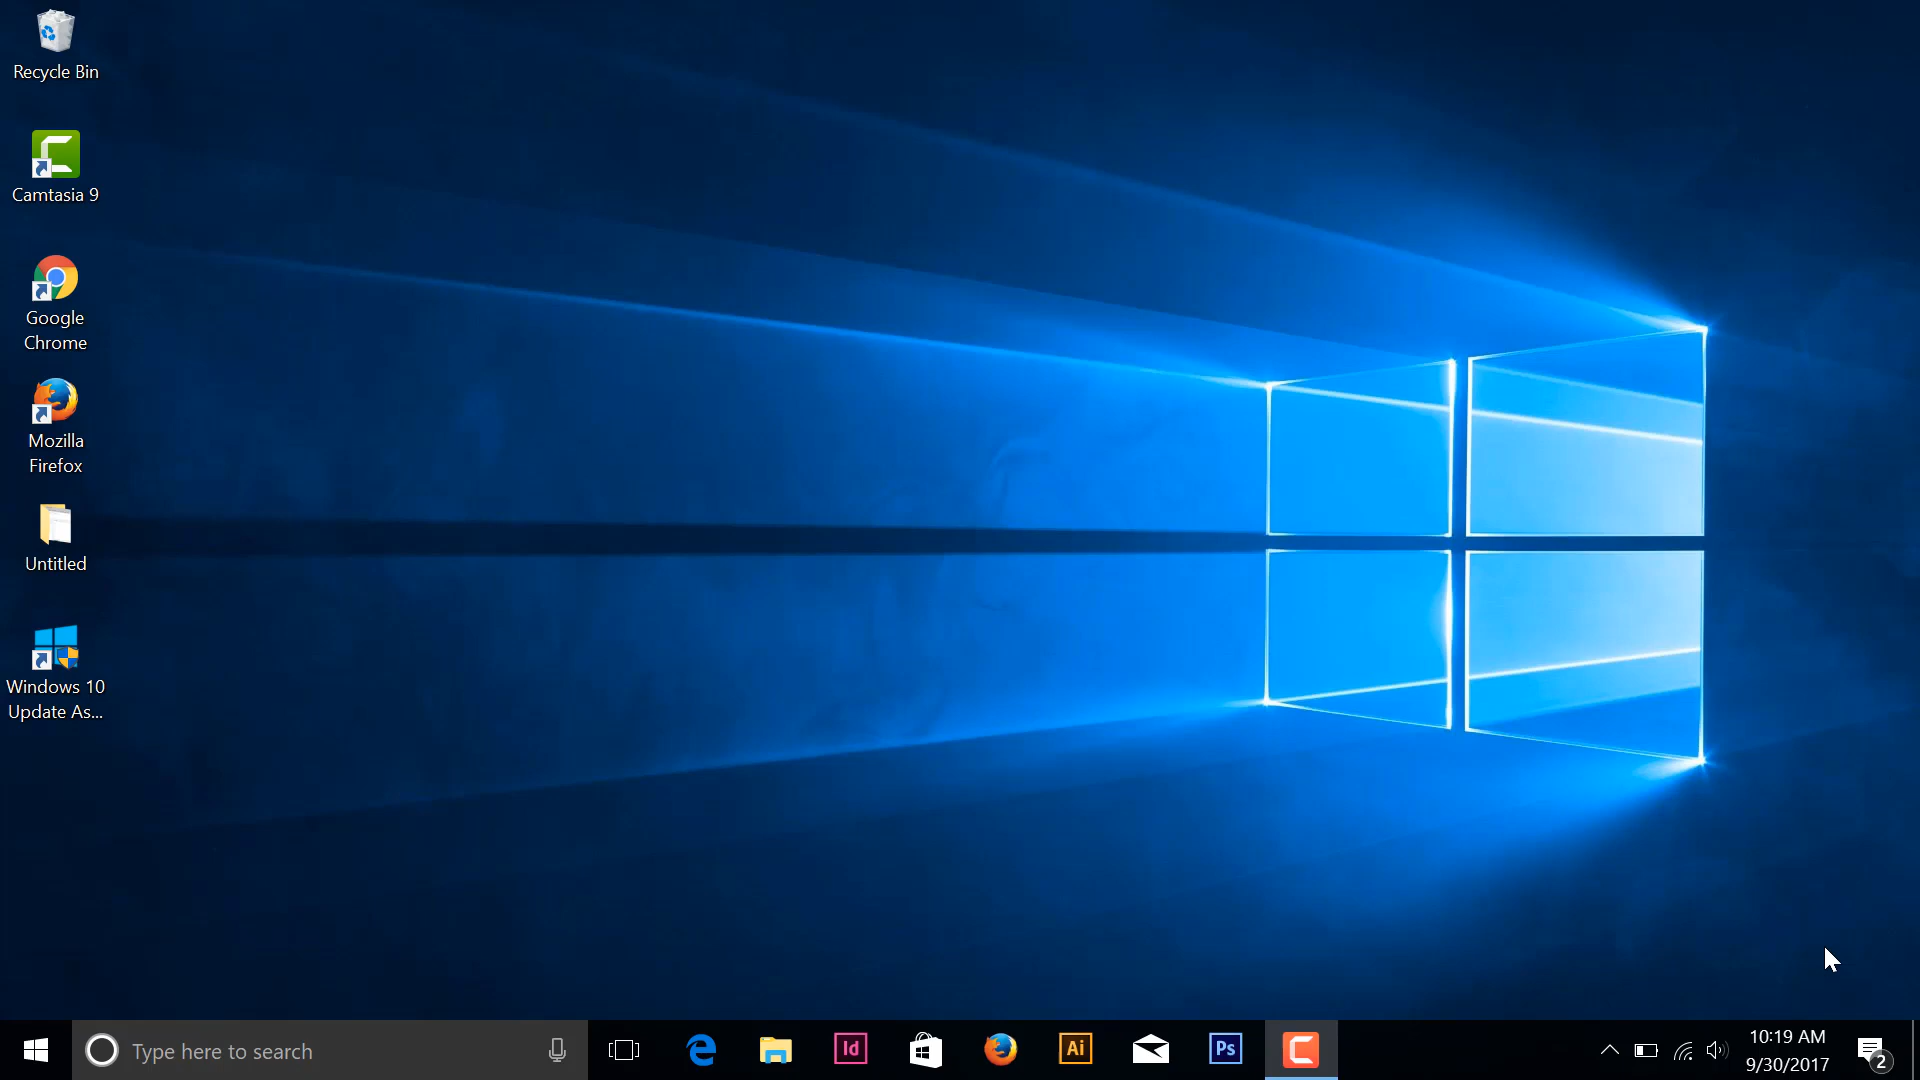 Recycle Bin
Camtasia 9
Google
Chrome
Mozilla
Firefox
Untitled
Windows 10
Update As...
Type here to search
Id
Ai
Ps
10:19 AM
9/30/2017
2